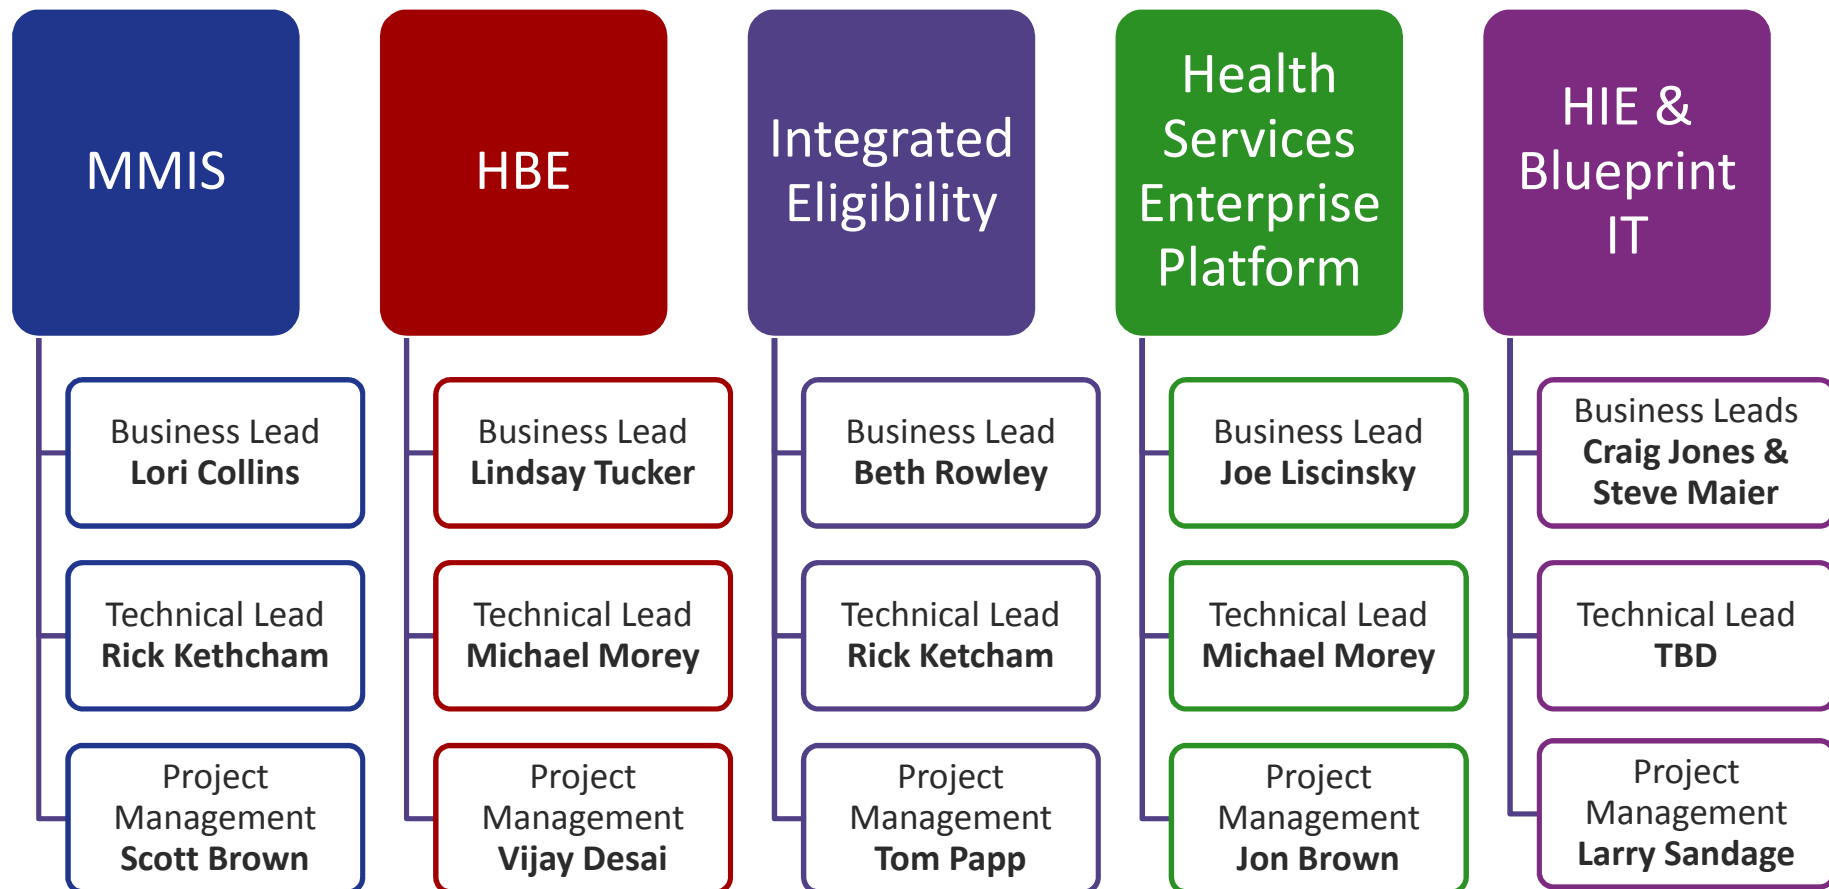 MMIS
Business Lead
Lori Collins
Technical Lead
Rick Kethcham
Project
Management
Scott Brown
HBE
Business Lead
Lindsay Tucker
Technical Lead
Michael Morey
Project
Management
Vijay Desai
Integrated
Eligibility
Business Lead
Beth Rowley
Technical Lead
Rick Ketcham
Project
Management
Tom Papp
Health
Services
Enterprise
Platform
Business Lead
Joe Liscinsky
Technical Lead
Michael Morey
Project
Management
Jon Brown
HIE &
Blueprint
IT
Business Leads
Craig Jones &
Steve Maier
Technical Lead
TBD
Project
Management
Larry Sandage